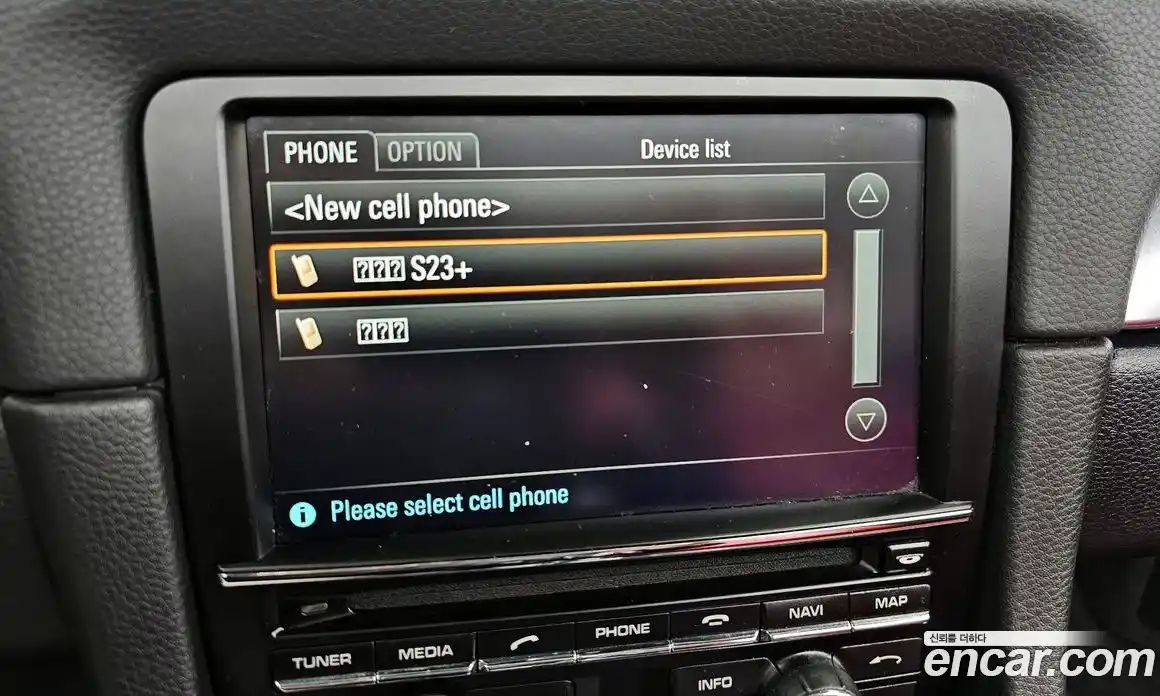 PHONE OPTION Device list
<New cell phone>
��� S23+
���
Please select cell phone
TUNER MEDIA PHONE NAVI MAP
INFO
신뢰를 더하다
encar.com